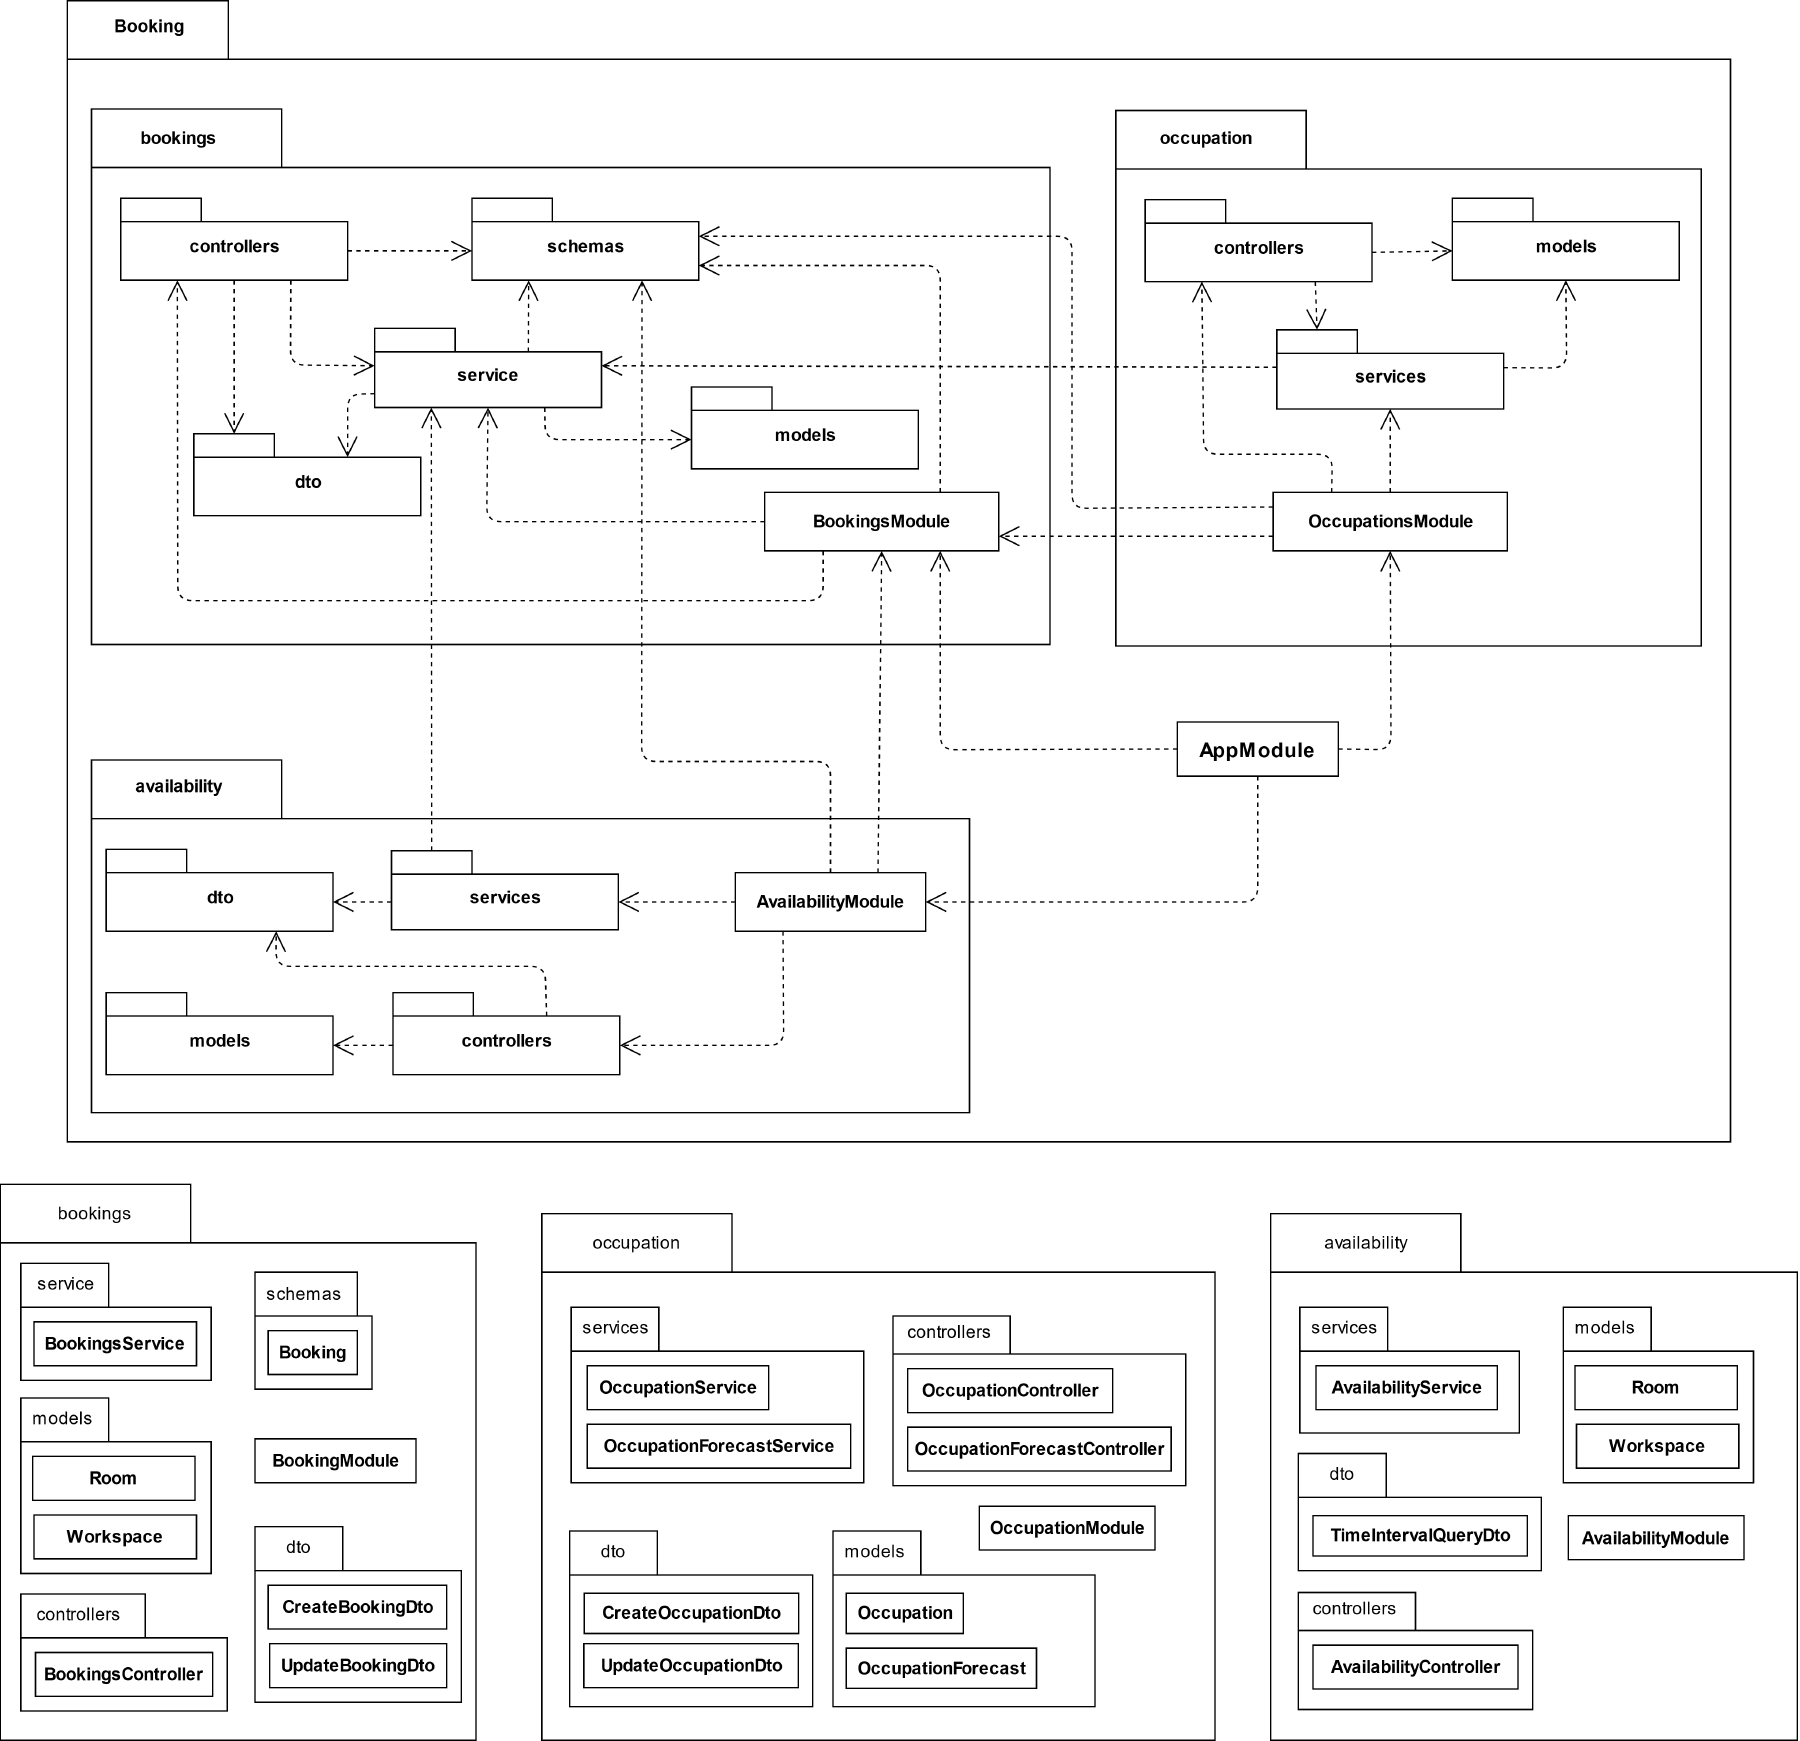 Booking
bookings
occupation
controllers
schemas
controllers
models
service
services
models
dto
BookingsModule
OccupationsModule
AppModule
availability
dto
services
AvailabilityModule
models
controllers
bookings
service
BookingsService
schemas
Booking
models
Room
Workspace
BookingModule
dto
CreateBookingDto
UpdateBookingDto
controllers
BookingsController
occupation
services
OccupationService
OccupationForecastService
controllers
OccupationController
OccupationForecastController
OccupationModule
dto
CreateOccupationDto
UpdateOccupationDto
models
Occupation
OccupationForecast
availability
services
AvailabilityService
models
Room
Workspace
dto
TimeIntervalQueryDto
AvailabilityModule
controllers
AvailabilityController